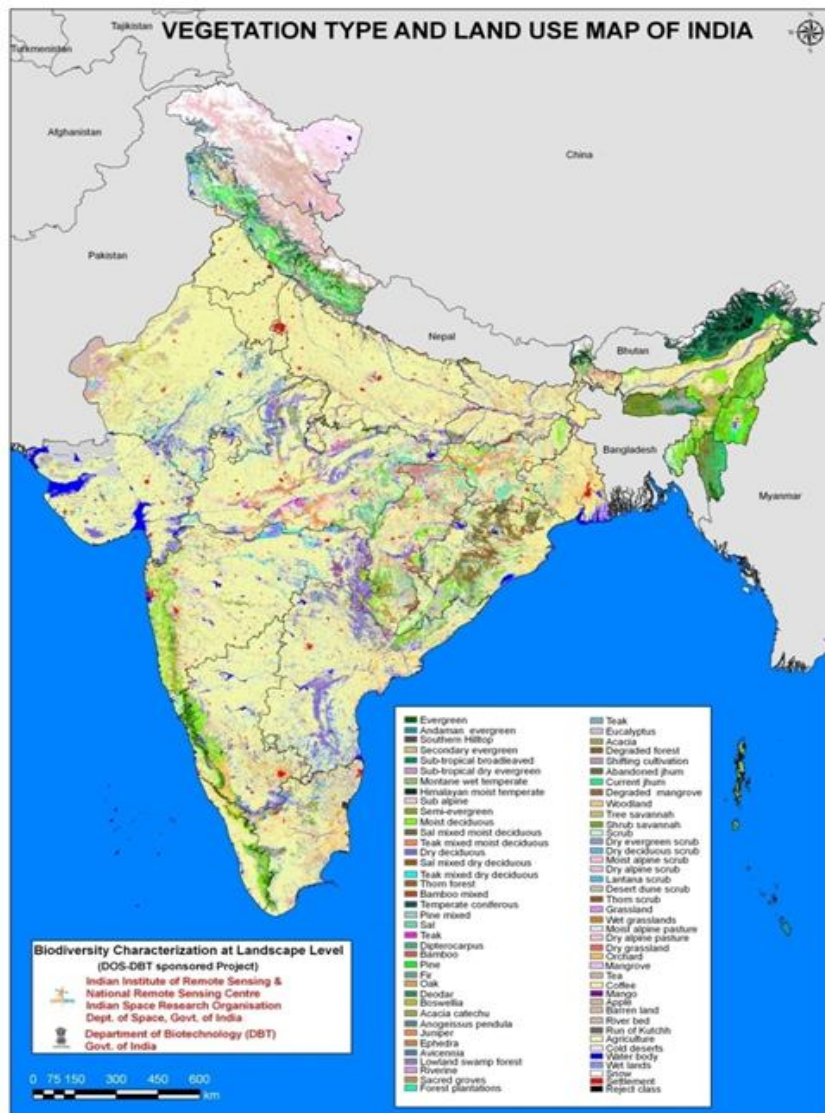 VEGETATION TYPE AND LAND USE MAP OF INDIA
Tajikistan
Turkmenistan
Afghanistan
China
Pakistan
Nepal
Bhutan
Bangladesh
Myanmar
Evergreen
Andaman evergreen
Southern Hilltop
Secondary evergreen
Sub-tropical broadleaved
Sub-tropical dry evergreen
Montane wet temperate
Himalayan moist temperate
Sub alpine
Semi-evergreen
Moist deciduous
Sal mixed moist deciduous
Teak mixed moist deciduous
Dry deciduous
Sal mixed dry deciduous
Teak mixed dry deciduous
Thorn forest
Bamboo mixed
Temperate coniferous
Pine mixed
Sal
Teak
Dipterocarpus
Bamboo
Pine
Fir
Oak
Deodar
Boswellia
Acacia catechu
Anogeissus pendula
Juniper
Ephedra
Avicennia
Lowland swamp forest
Riverine
Sacred groves
Forest plantations
Teak
Eucalyptus
Acacia
Degraded forest
Shifting cultivation
Abandoned jhum
Current jhum
Degraded mangrove
Woodland
Tree savannah
Shrub savannah
Scrub
Dry evergreen scrub
Dry deciduous scrub
Moist alpine scrub
Dry alpine scrub
Lantana scrub
Desert dune scrub
Thorn scrub
Grassland
Wet grasslands
Moist alpine pasture
Dry alpine pasture
Dry grassland
Orchard
Mangrove
Tea
Coffee
Mango
Apple
Barren land
River bed
Run of Kutchh
Agriculture
Cold deserts
Water body
Wet lands
Snow
Settlement
Reject class
Biodiversity Characterization at Landscape Level
(DOS-DBT sponsored Project)
Indian Institute of Remote Sensing &
National Remote Sensing Centre
Indian Space Research Organisation
Dept. of Space, Govt. of India
Department of Biotechnology (DBT)
Govt. of India
0 75 150 300 450 600
km